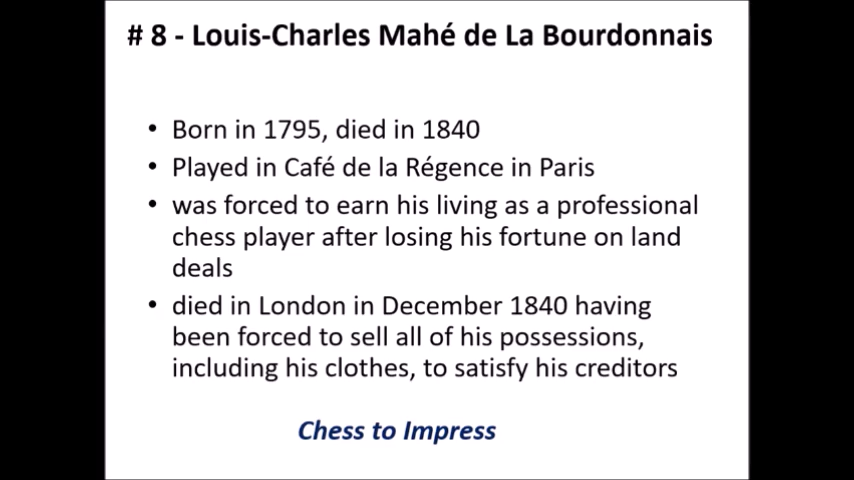 # 8 - Louis-Charles Mahé de La Bourdonnais
• Born in 1795, died in 1840
• Played in Café de la Régence in Paris
• was forced to earn his living as a professional
chess player after losing his fortune on land
deals
• died in London in December 1840 having
been forced to sell all of his possessions,
including his clothes, to satisfy his creditors
Chess to Impress